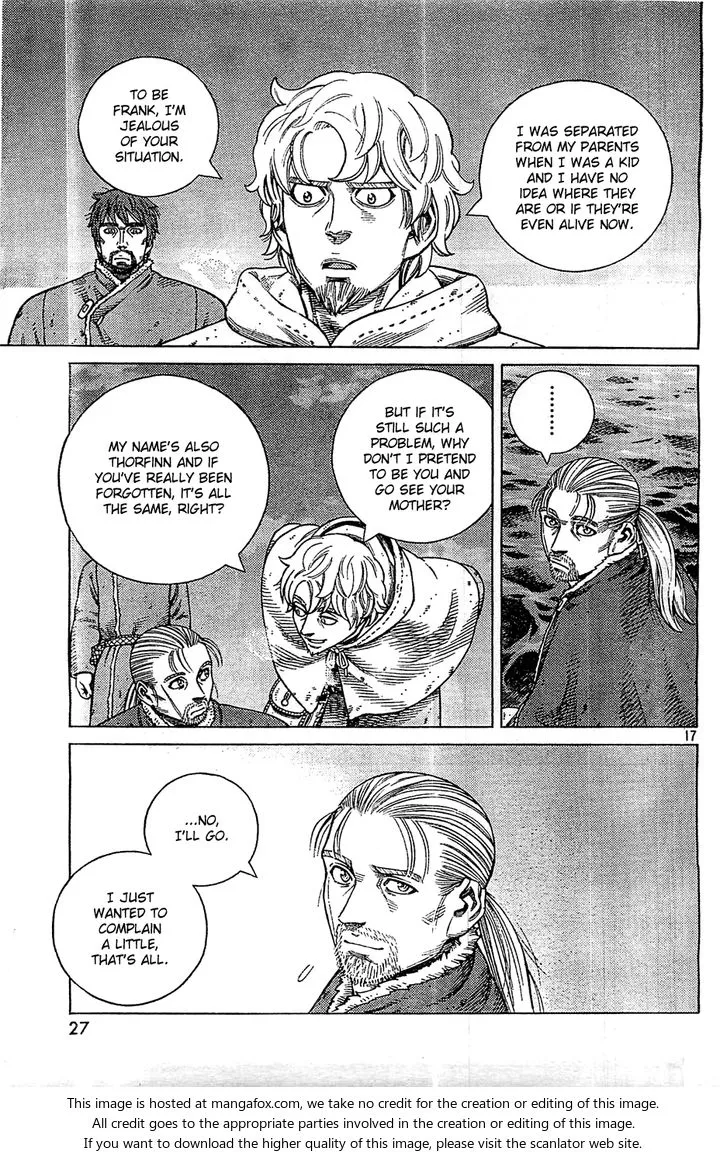 TO BE
FRANK, I'M
JEALOUS
OF YOUR
SITUATION.
I WAS SEPARATED
FROM MY PARENTS
WHEN I WAS A KID
AND I HAVE NO
IDEA WHERE THEY
ARE OR IF THEY'RE
EVEN ALIVE NOW.
MY NAME'S ALSO
THORFINN AND IF
YOU'VE REALLY BEEN
FORGOTTEN, IT'S ALL
THE SAME, RIGHT?
BUT IF IT'S
STILL SUCH A
PROBLEM, WHY
DON'T I PRETEND
TO BE YOU AND
GO SEE YOUR
MOTHER?
.........
17
...NO,
I'LL GO.
I JUST
WANTED TO
COMPLAIN
A LITTLE,
THAT'S ALL.
27
This image is hosted at mangafox.com, we take no credit for the creation or editing of this image.
All credit goes to the appropriate parties involved in the creation or editing of this image.
If you want to download the higher quality of this image, please visit the scanlator web site.